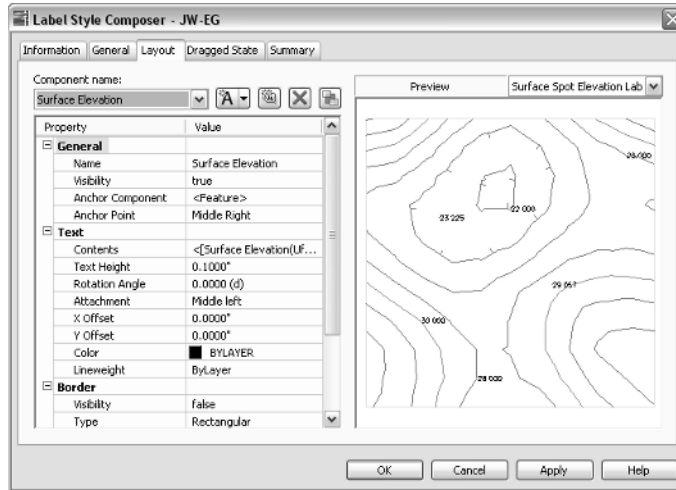 Label Style Composer - JW-EG
Information General Layout Dragged State Summary
Component name:
Surface Elevation
Preview Surface Spot Elevation Lab
Property Value
General
Name Surface Elevation
Visibility true
Anchor Component <Feature>
Anchor Point Middle Right
Text
Contents <[Surface Elevation(Uf...
Text Height 0.1000"
Rotation Angle 0.0000 (d)
Attachment Middle left
X Offset 0.0000"
Y Offset 0.0000"
Color BYLAYER
Lineweight ByLayer
Border
Visibility false
Type Rectangular
23 225
22 000
30 000
28 000
OK Cancel Apply Help